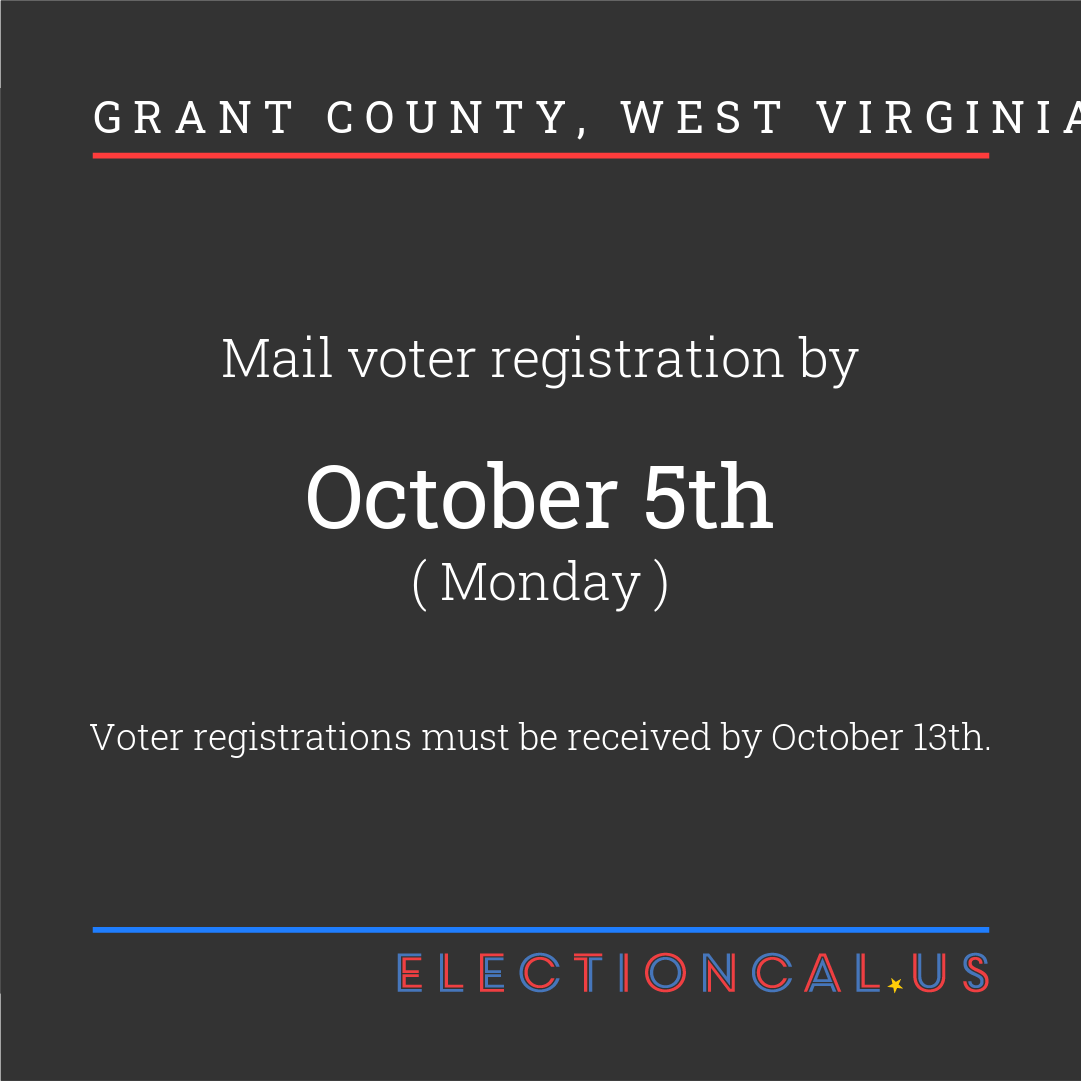 GRANT COUNTY, WEST VIRGINIA
Mail voter registration by
October 5th
( Monday )
Voter registrations must be received by October 13th.
ELECTIONCAL.US